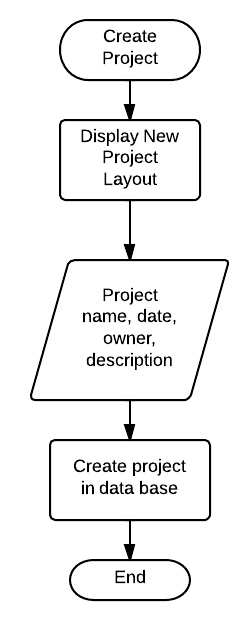 Create
Project
Display New
Project
Layout
Project
name, date,
owner,
description
Create project
in data base
End